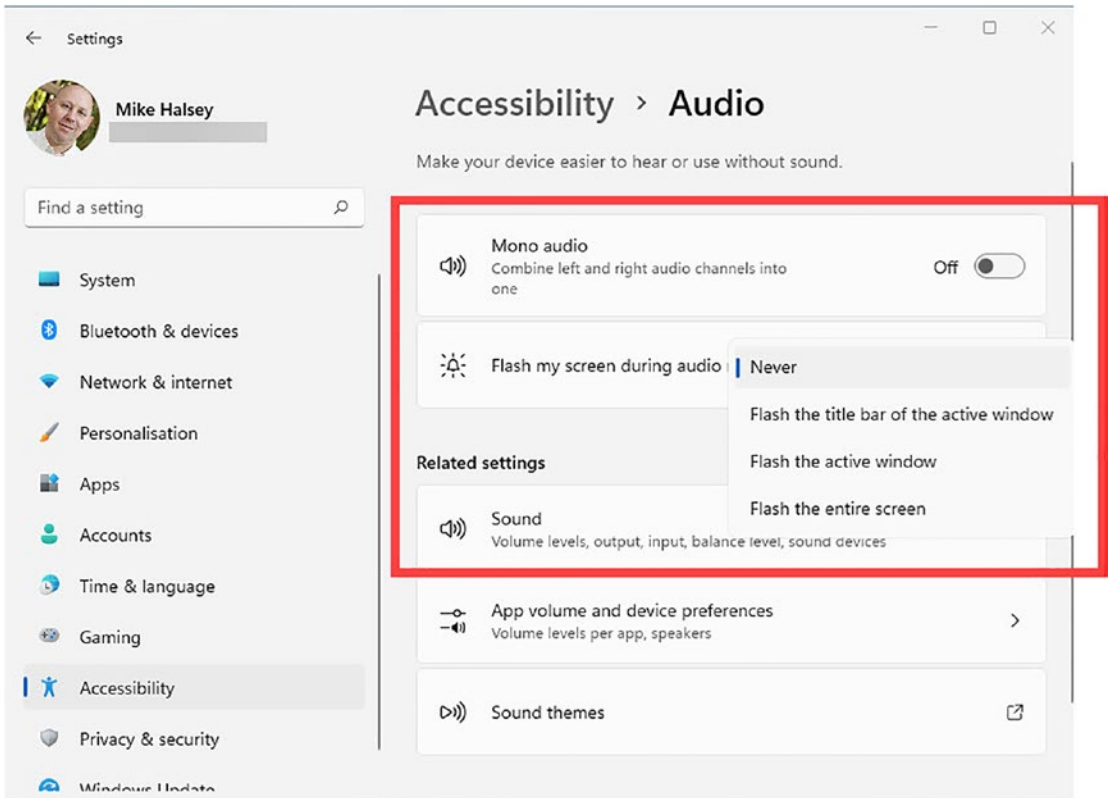 Settings
Mike Halsey
Find a setting
System
Bluetooth & devices
Network & internet
Personalisation
Apps
Accounts
Time & language
Gaming
Accessibility
Privacy & security
Windows Update
Accessibility > Audio
Make your device easier to hear or use without sound.
Mono audio
Combine left and right audio channels into
one
Off
Flash my screen during audio
Never
Flash the title bar of the active window
Flash the active window
Flash the entire screen
Related settings
Sound
Volume levels, output, input, balance level, sound devices
App volume and device preferences
Volume levels per app, speakers
Sound themes